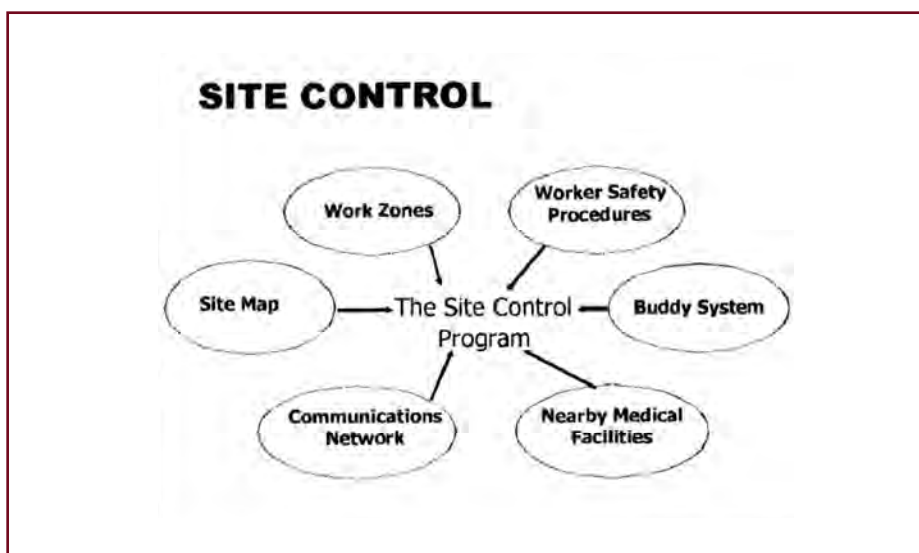 SITE CONTROL
Work Zones
Worker Safety
Procedures
Site Map
The Site Control
Program
Buddy System
Communications
Network
Nearby Medical
Facilities